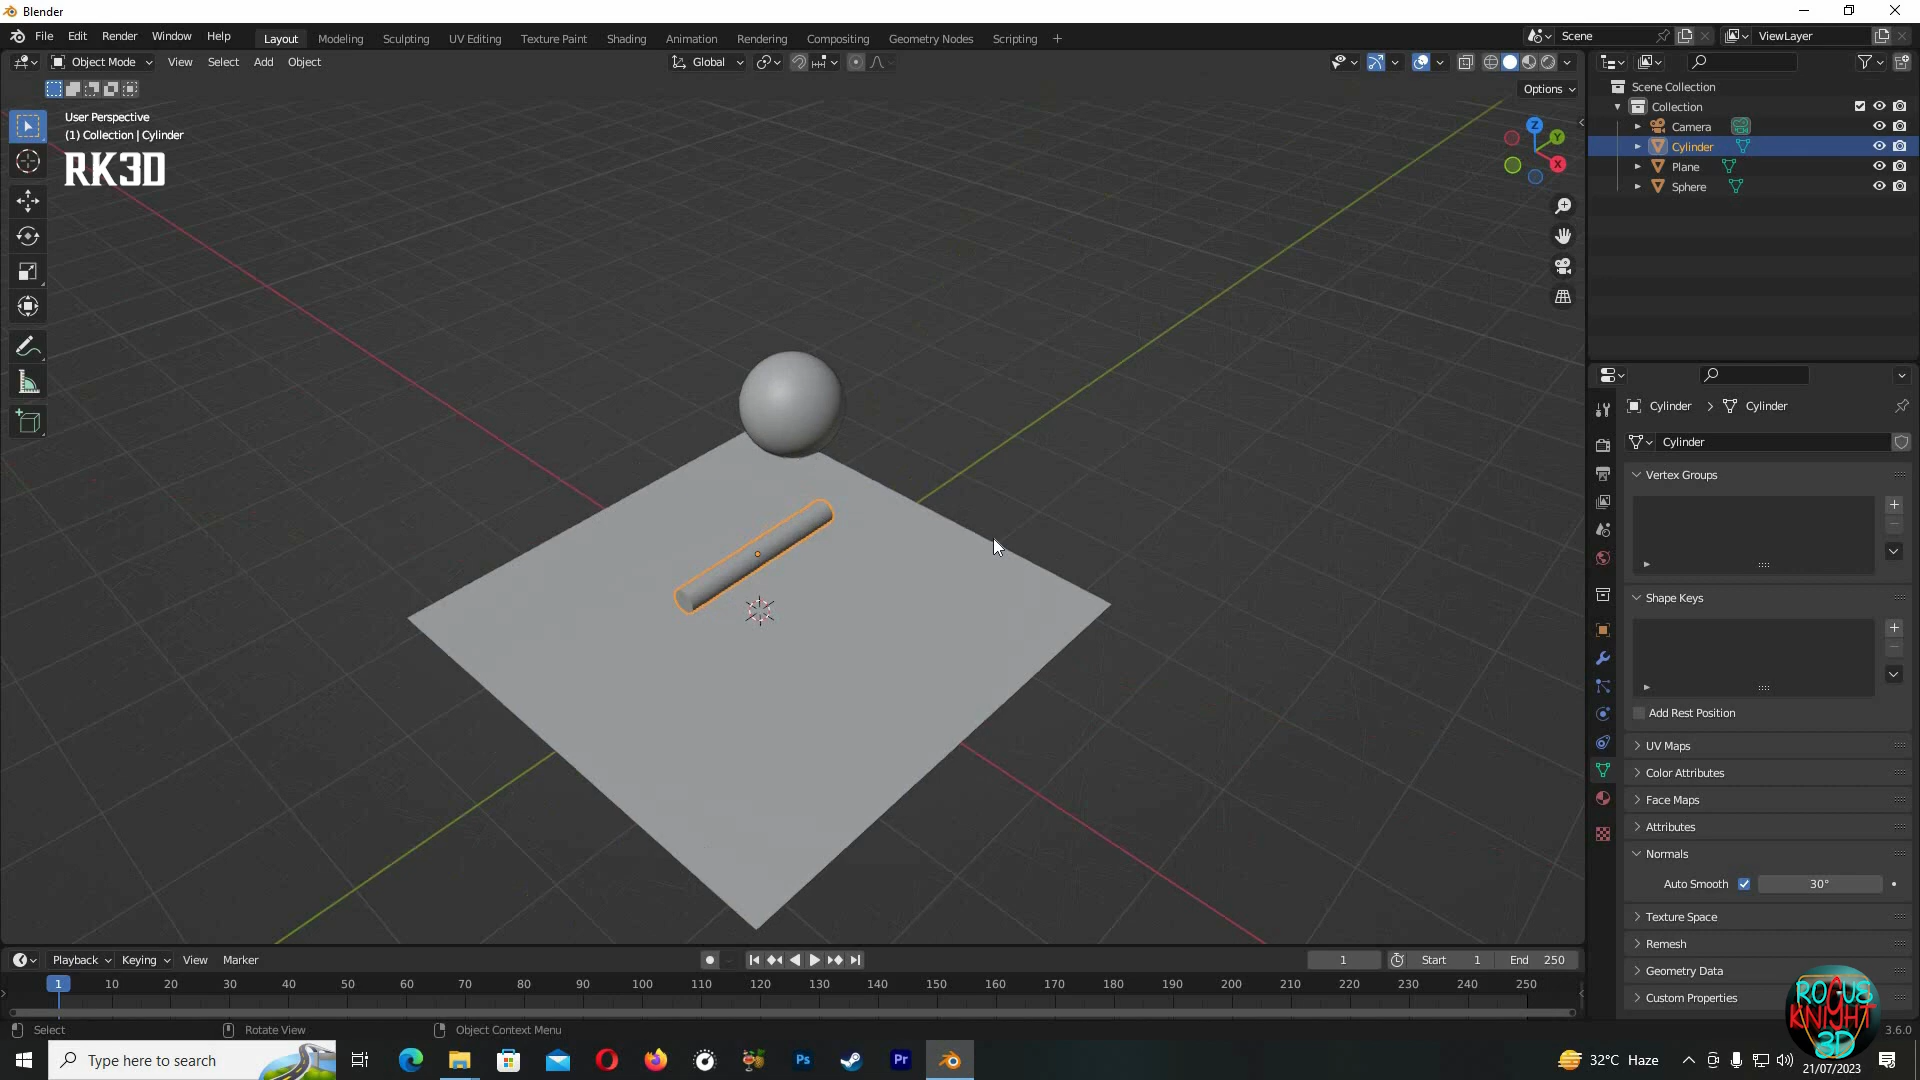 Blender
File Edit Render Window Help
Layout Modeling Sculpting UV Editing Texture Paint Shading Animation Rendering Compositing Geometry Nodes Scripting +
Scene
ViewLayer
Object Mode View Select Add Object
Global
Options
User Perspective
(1) Collection | Cylinder
RK3D
Z
Y
X
Scene Collection
Collection
Camera
Cylinder
Plane
Sphere
Cylinder > Cylinder
Cylinder
Vertex Groups
Shape Keys
Add Rest Position
UV Maps
Color Attributes
Face Maps
Attributes
Normals
Auto Smooth 30°
Texture Space
Remesh
Geometry Data
Custom Properties
Playback Keying View Marker
1 Start 1 End 250
1 10 20 30 40 50 60 70 80 90 100 110 120 130 140 150 160 170 180 190 200 210 220 230 240 250
Select Rotate View Object Context Menu
3.6.0
ROGUE
KNIGHT
3D
Type here to search
Ps
Pr
32°C Haze
21/07/2023